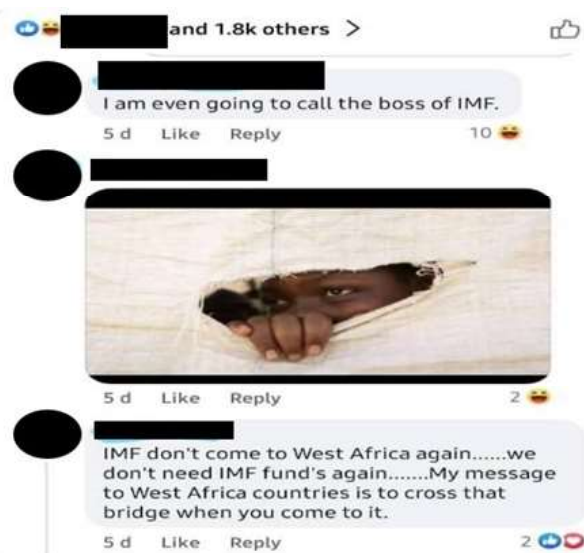 and 1.8k others >
I am even going to call the boss of IMF.
5 d Like Reply 10
5 d Like Reply 2
IMF don't come to West Africa again......we
don't need IMF fund's again.......My message
to West Africa countries is to cross that
bridge when you come to it.
5 d Like Reply 2